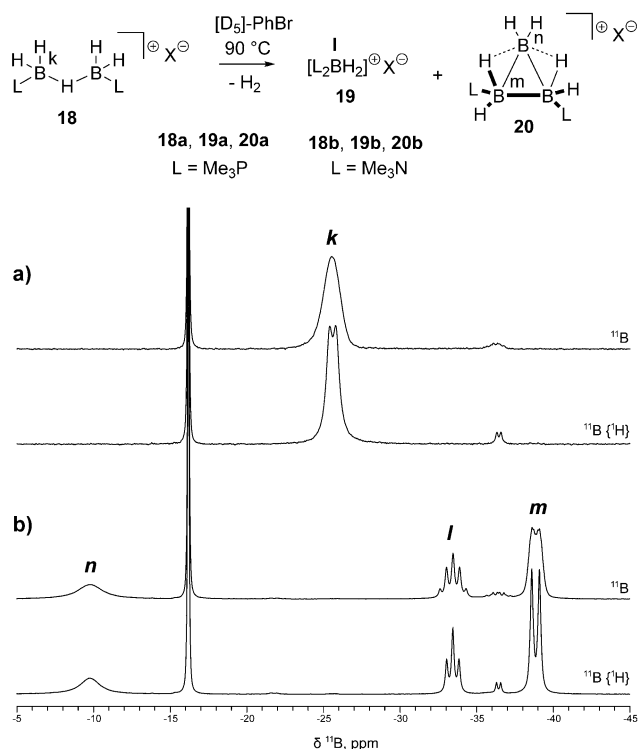 [D₅]-PhBr
90 °C
- H₂
H H H H
k
B H B
L L
⊕ X⊖
18
l
[L₂BH₂]⊕ X⊖
19
+
H H
n
B
H H
m
L B B H
H L
⊕ X⊖
20
18a, 19a, 20a
L = Me₃P
18b, 19b, 20b
L = Me₃N
a)
k
¹¹B
¹¹B {¹H}
b)
n
l
m
¹¹B
¹¹B {¹H}
-5 -10 -15 -20 -25 -30 -35 -40 -45
δ ¹¹B, ppm